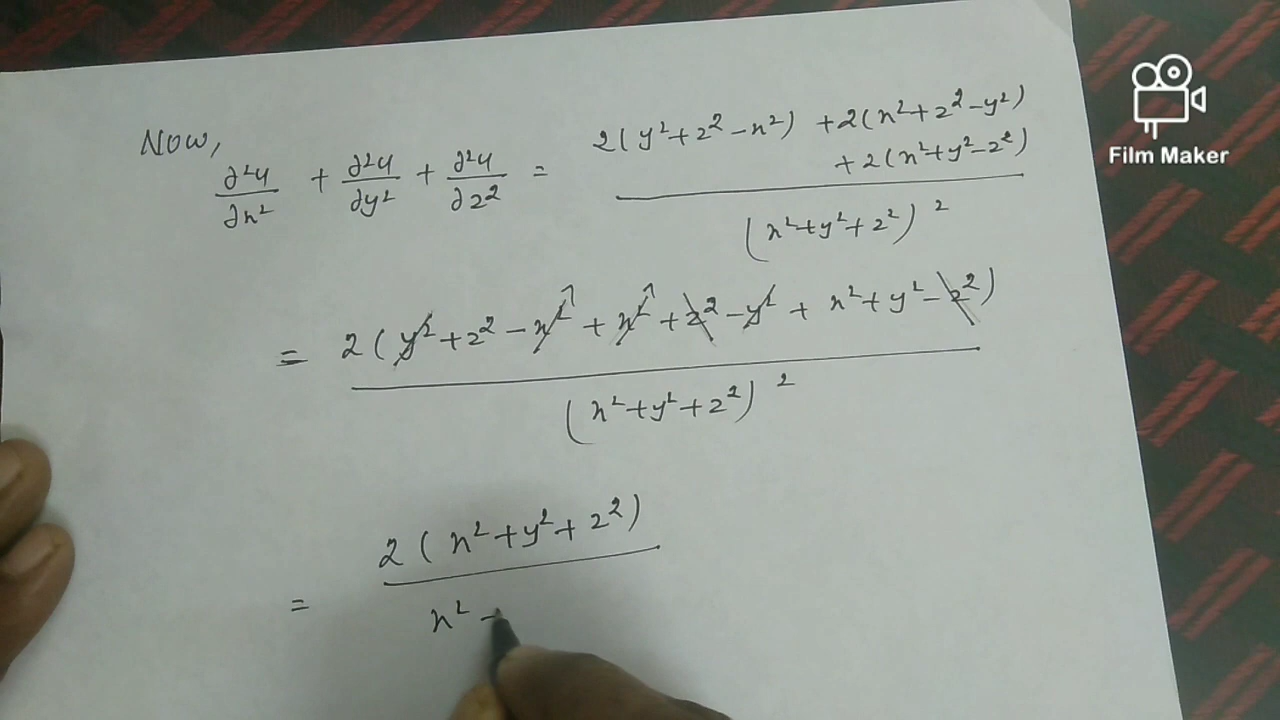 Now,
∂²u/∂x² + ∂²u/∂y² + ∂²u/∂z² = 2(y²+z²-x²) +2(x²+z²-y²)
+2(x²+y²-z²)
(x²+y²+z²)²
= 2(y²+z²-x²+x²+z²-y²+x²+y²-z²)
(x²+y²+z²)²
= 2(x²+y²+z²)
x² -
Film Maker